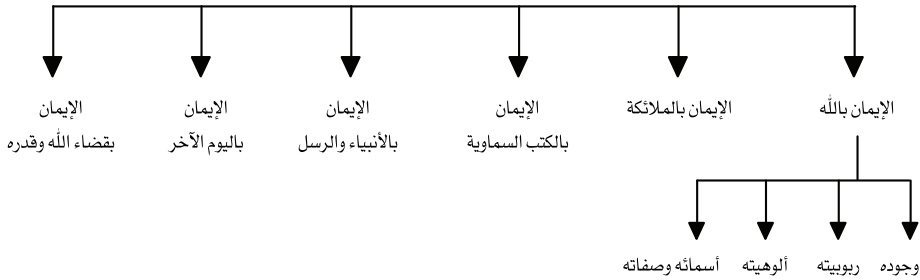 الإيمان بالله
الإيمان بالملائكة
الإيمان
بالكتب السماوية
الإيمان
بالأنبياء والرسل
الإيمان
باليوم الآخر
الإيمان
بقضاء الله وقدره
وجوده
ربوبيته
ألوهيته
أسمائه وصفاته